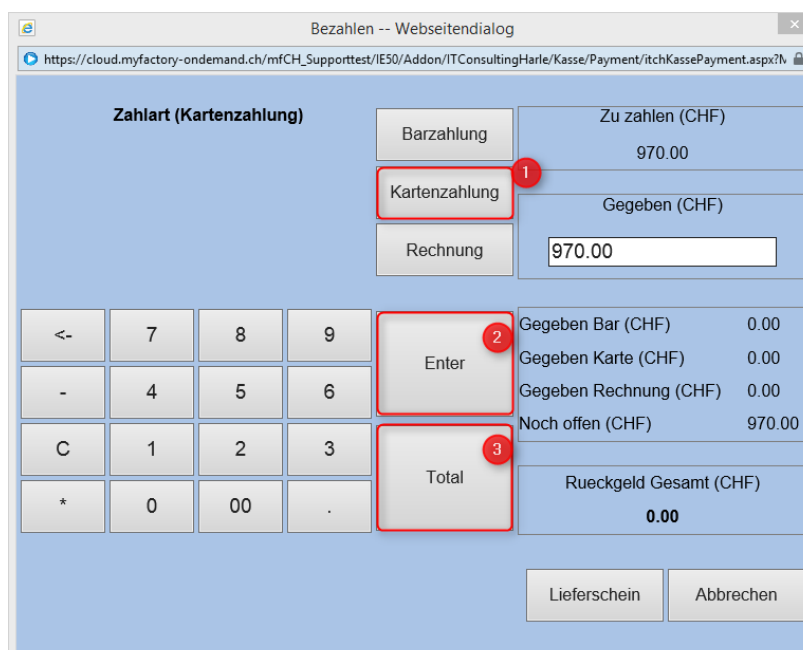 Bezahlen -- Webseitendialog
https://cloud.myfactory-ondemand.ch/mfCH_Supporttest/IE50/Addon/ITConsultingHarle/Kasse/Payment/itchKassePayment.aspx?M
Zahlart (Kartenzahlung)
Barzahlung
Zu zahlen (CHF)
970.00
Kartenzahlung
1
Gegeben (CHF)
Rechnung
970.00
<- 7 8 9
Enter
2
Gegeben Bar (CHF) 0.00
Gegeben Karte (CHF) 0.00
- 4 5 6
Gegeben Rechnung (CHF) 0.00
Noch offen (CHF) 970.00
C 1 2 3
Total
3
Rueckgeld Gesamt (CHF)
* 0 00 .
0.00
Lieferschein
Abbrechen